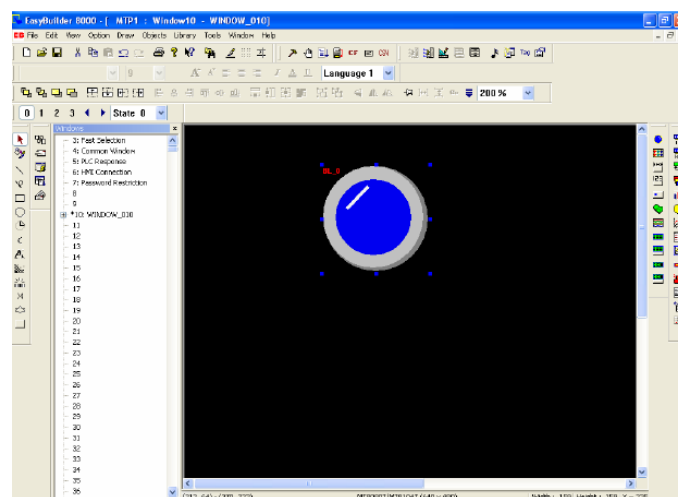 EasyBuilder 8000 - [ MTP1 : Window10 - WINDOW_010 ]
File Edit View Option Draw Objects Library Tools Window Help
9 Language 1
200 %
0 1 2 3 State 0
Windows
3: Fast Selection
4: Common Window
5: PLC Response
6: HMI Connection
7: Password Restriction
8
9
*10: WINDOW_010
11
12
13
14
15
16
17
18
19
20
21
22
23
24
25
26
27
28
29
30
31
32
33
34
35
36
BL_0